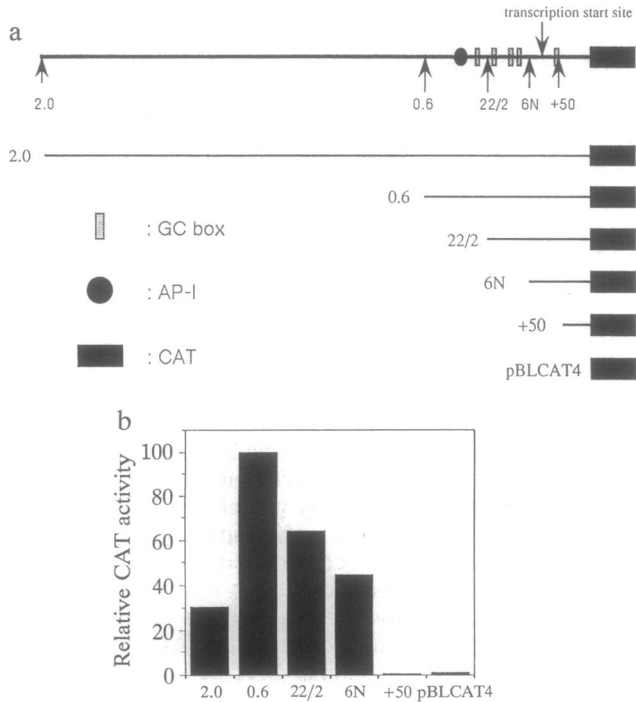 transcription start site
a
2.0 0.6 22/2 6N +50
2.0
0.6
: GC box
22/2
: AP-I
6N
+50
: CAT
pBLCAT4
b
Relative CAT activity
100
80
60
40
20
0
2.0 0.6 22/2 6N +50 pBLCAT4